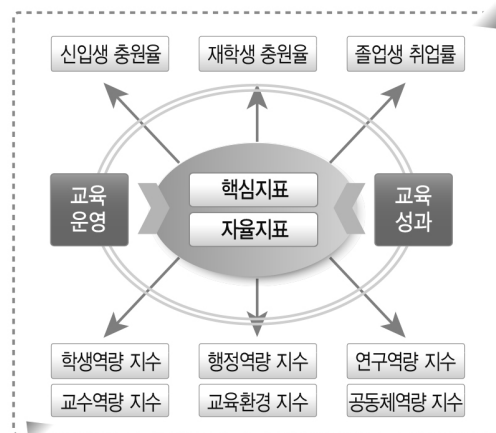 신입생 충원율
재학생 충원율
졸업생 취업률
교육
운영
핵심지표
자율지표
교육
성과
학생역량 지수
행정역량 지수
연구역량 지수
교수역량 지수
교육환경 지수
공동체역량 지수